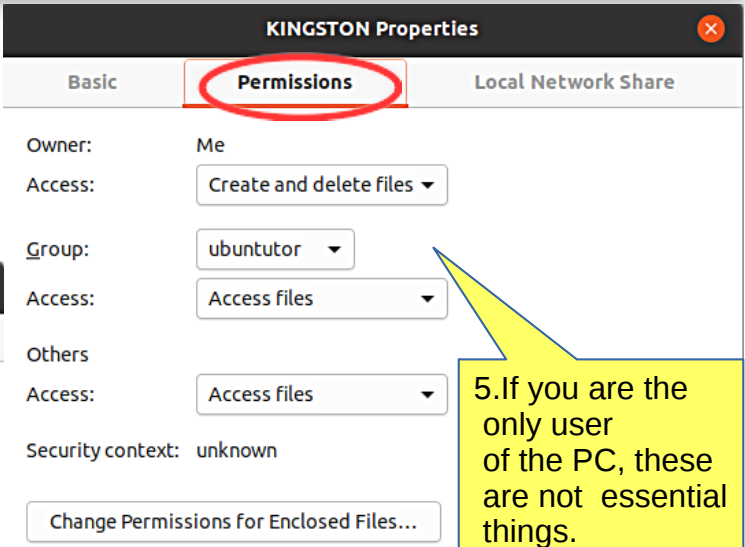 KINGSTON Properties
Basic Permissions Local Network Share
Owner: Me
Access: Create and delete files
Group: ubuntutor
Access: Access files
Others
Access: Access files
Security context: unknown
Change Permissions for Enclosed Files...
5.If you are the
only user
of the PC, these
are not essential
things.